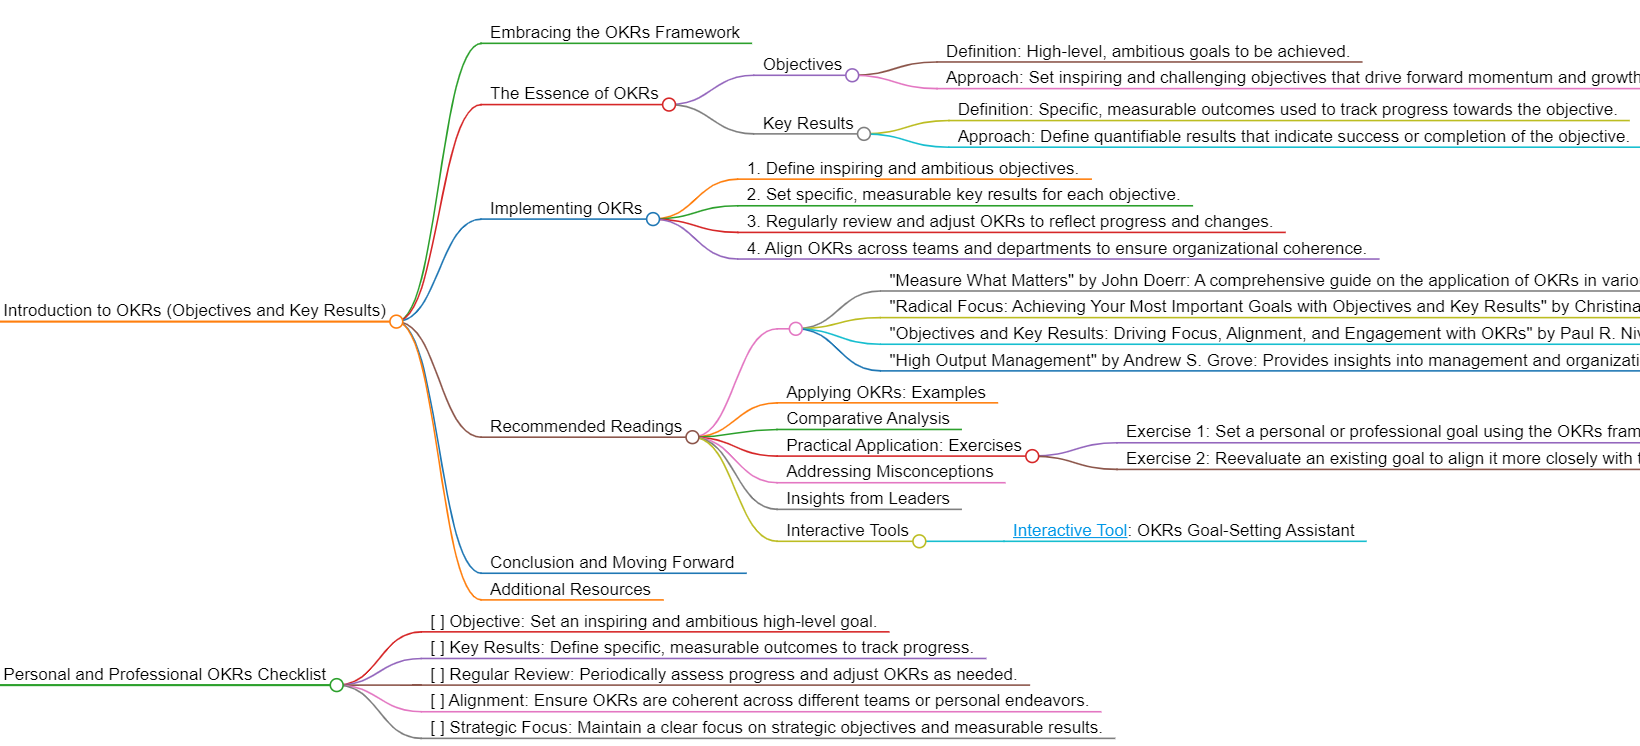 Embracing the OKRs Framework
Objectives
Definition: High-level, ambitious goals to be achieved.
Approach: Set inspiring and challenging objectives that drive forward momentum and growth
The Essence of OKRs
Key Results
Definition: Specific, measurable outcomes used to track progress towards the objective.
Approach: Define quantifiable results that indicate success or completion of the objective.
Implementing OKRs
1. Define inspiring and ambitious objectives.
2. Set specific, measurable key results for each objective.
3. Regularly review and adjust OKRs to reflect progress and changes.
4. Align OKRs across teams and departments to ensure organizational coherence.
Introduction to OKRs (Objectives and Key Results)
"Measure What Matters" by John Doerr: A comprehensive guide on the application of OKRs in
"Radical Focus: Achieving Your Most Important Goals with Objectives and Key Results" by Christina
"Objectives and Key Results: Driving Focus, Alignment, and Engagement with OKRs" by Paul R.
"High Output Management" by Andrew S. Grove: Provides insights into management and
Recommended Readings
Applying OKRs: Examples
Comparative Analysis
Practical Application: Exercises
Exercise 1: Set a personal or professional goal using the OKRs
Exercise 2: Reevaluate an existing goal to align it more closely with
Addressing Misconceptions
Insights from Leaders
Interactive Tools
Interactive Tool: OKRs Goal-Setting Assistant
Conclusion and Moving Forward
Additional Resources
Personal and Professional OKRs Checklist
[ ] Objective: Set an inspiring and ambitious high-level goal.
[ ] Key Results: Define specific, measurable outcomes to track progress.
[ ] Regular Review: Periodically assess progress and adjust OKRs as needed.
[ ] Alignment: Ensure OKRs are coherent across different teams or personal endeavors.
[ ] Strategic Focus: Maintain a clear focus on strategic objectives and measurable results.